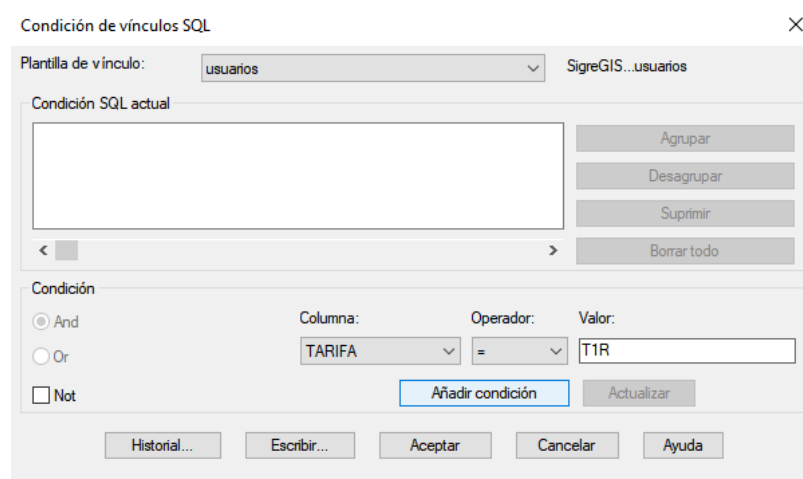 Condición de vínculos SQL
Plantilla de vínculo: usuarios SigreGIS...usuarios
Condición SQL actual
Agrupar
Desagrupar
Suprimir
Borrar todo
Condición
And Columna: Operador: Valor:
Or TARIFA = T1R
Not Añadir condición Actualizar
Historial... Escribir... Aceptar Cancelar Ayuda